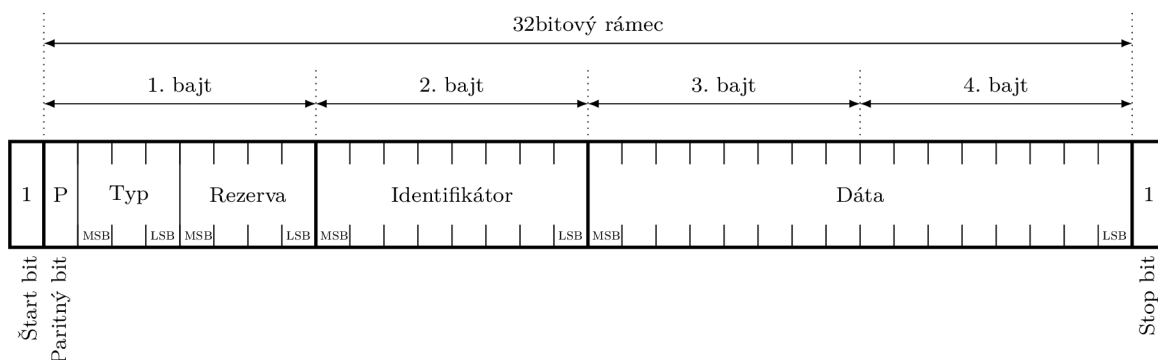 32bitový rámec
1. bajt 2. bajt 3. bajt 4. bajt
1 P Typ Rezerva Identifikátor Dáta 1
MSB LSB MSB LSB MSB LSB MSB LSB
Štart bit
Paritný bit
Stop bit